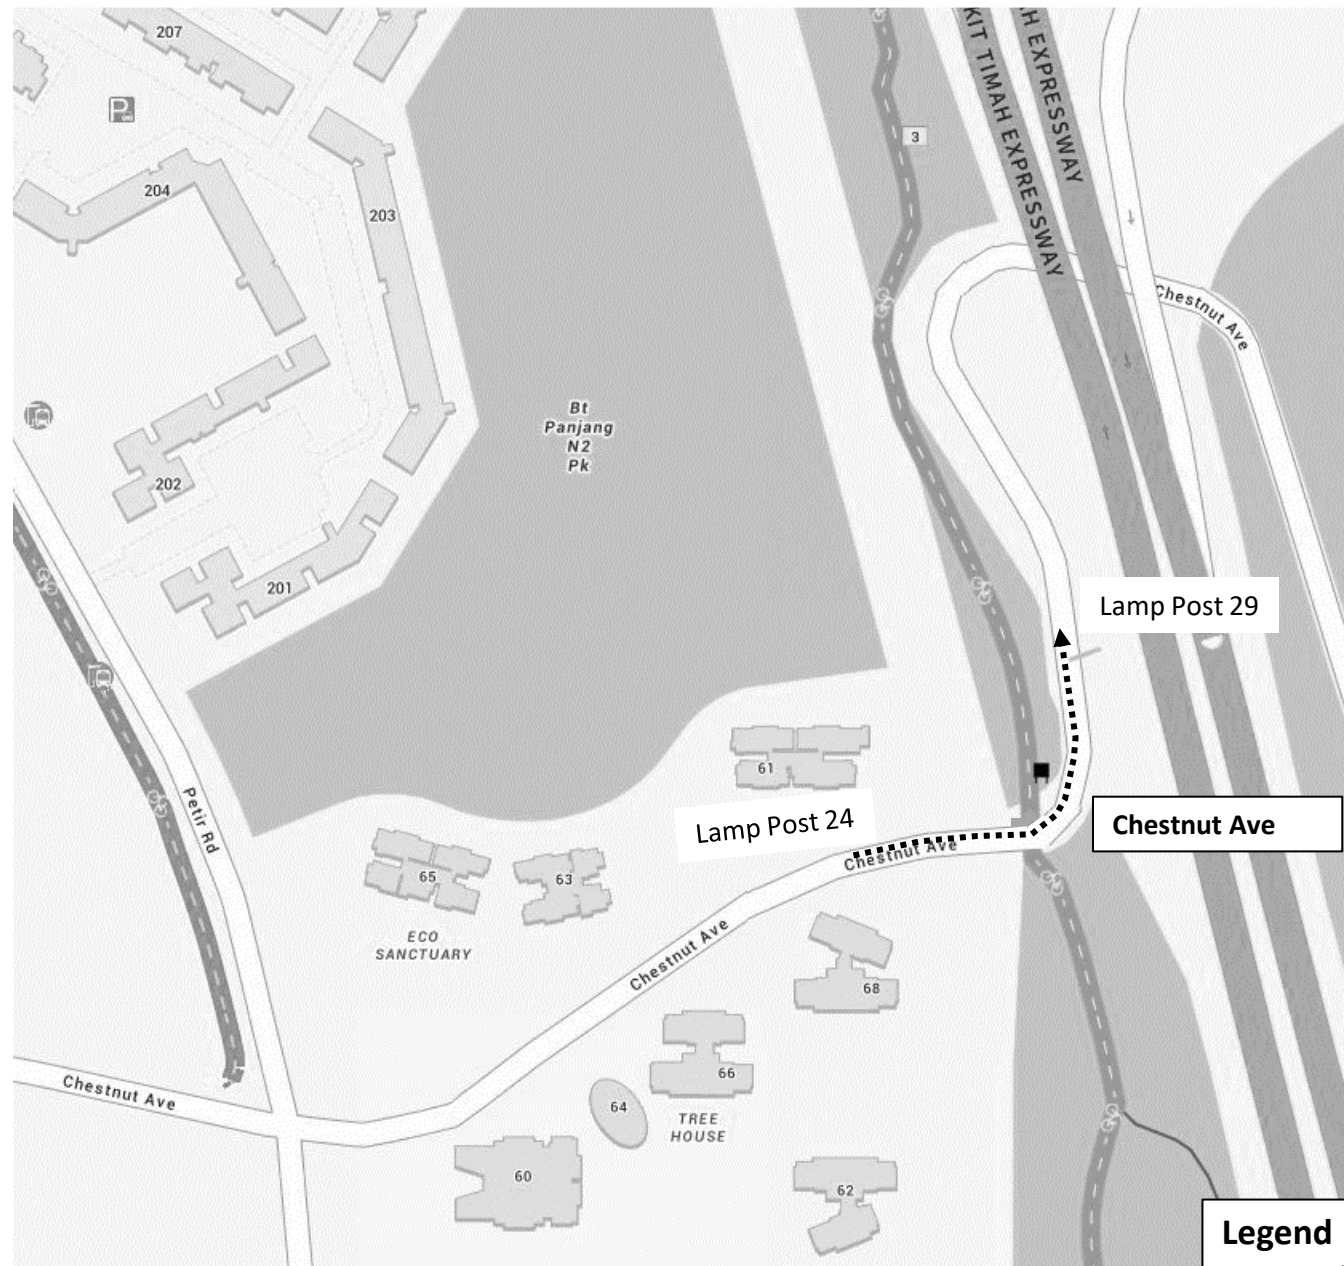 207
P
204
203
3
KIT TIMAH EXPRESSWAY
H EXPRESSWAY
Chestnut Ave
Bt
Panjang
N2
Pk
202
201
Lamp Post 29
61
Lamp Post 24
Chestnut Ave
Chestnut Ave
Petir Rd
65
63
ECO
SANCTUARY
Chestnut Ave
68
66
64
TREE
HOUSE
Chestnut Ave
60
62
Legend